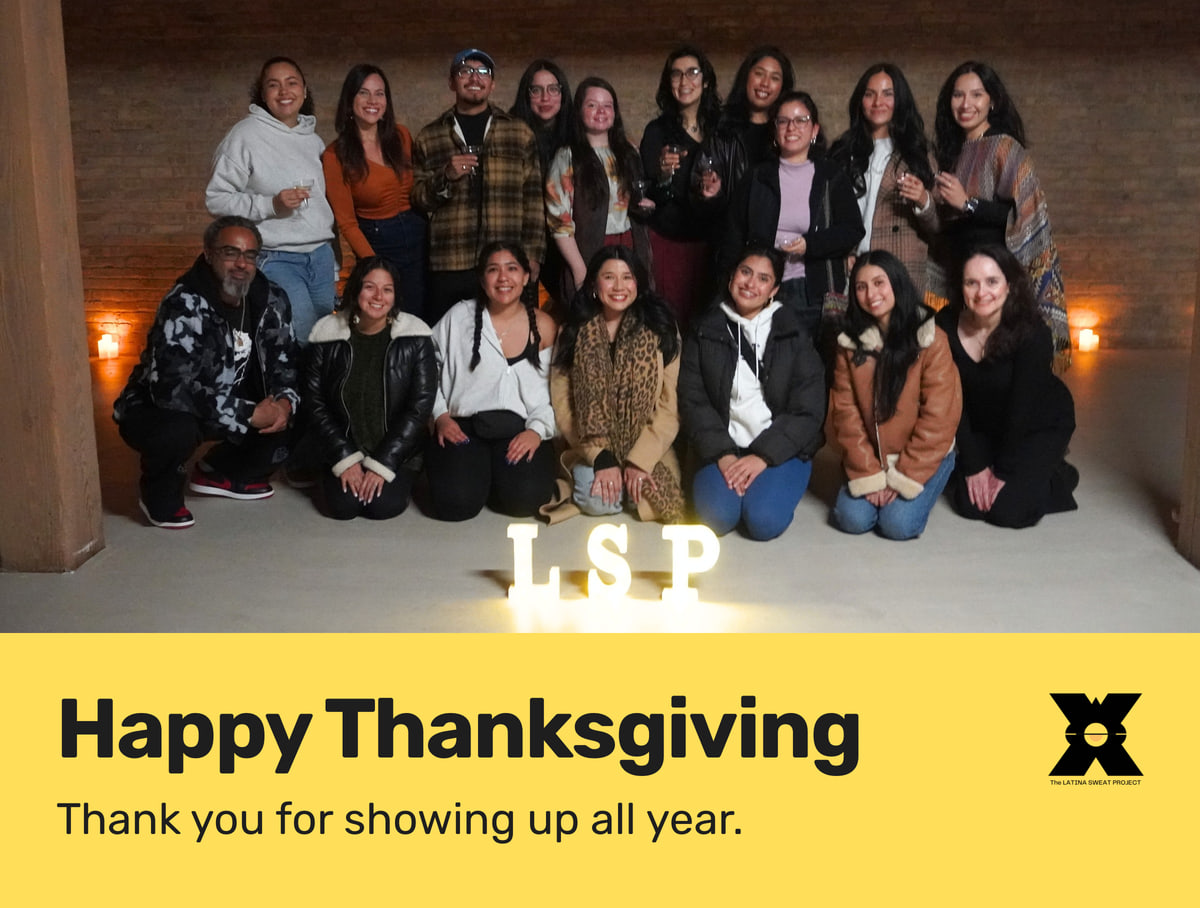 LSP
Happy Thanksgiving
The LATINA SWEAT PROJECT
Thank you for showing up all year.